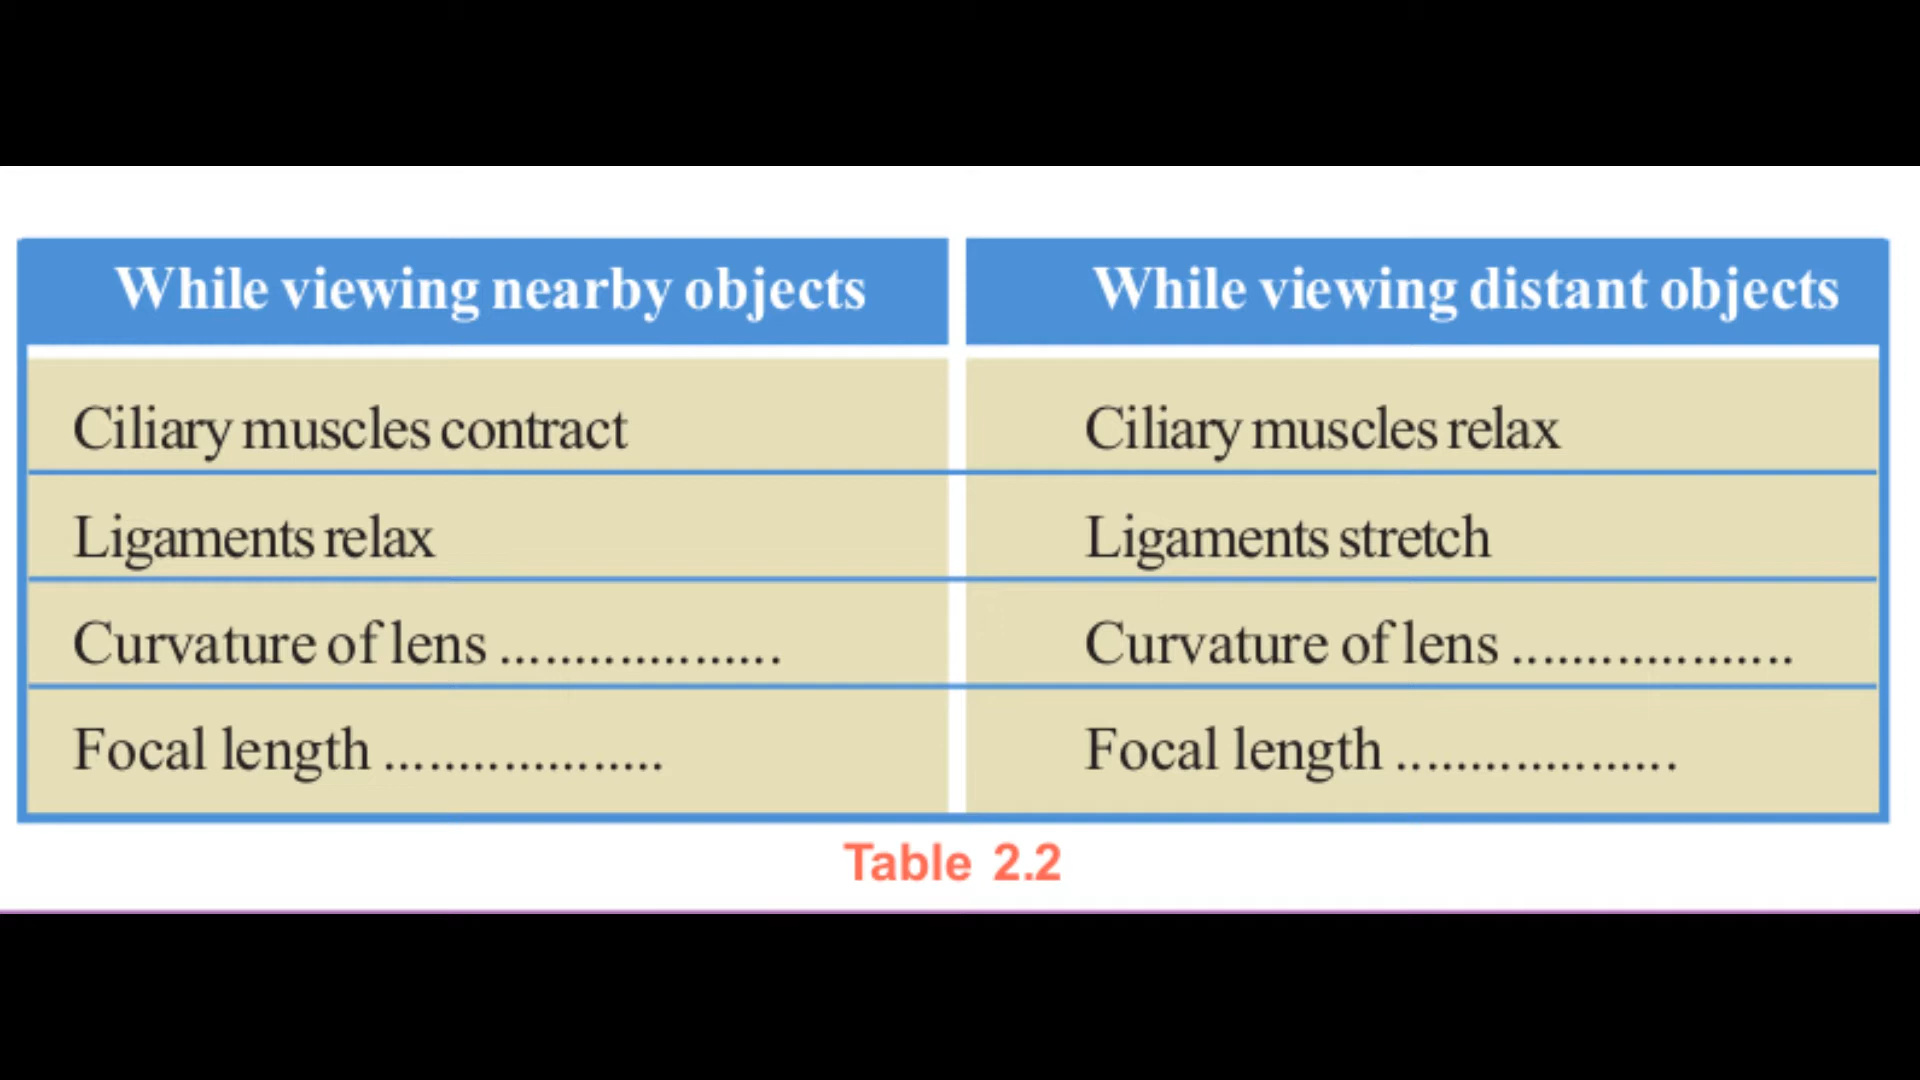 While viewing nearby objects
While viewing distant objects
Ciliary muscles contract
Ciliary muscles relax
Ligaments relax
Ligaments stretch
Curvature of lens ...................
Curvature of lens ...................
Focal length ...................
Focal length ...................
Table 2.2